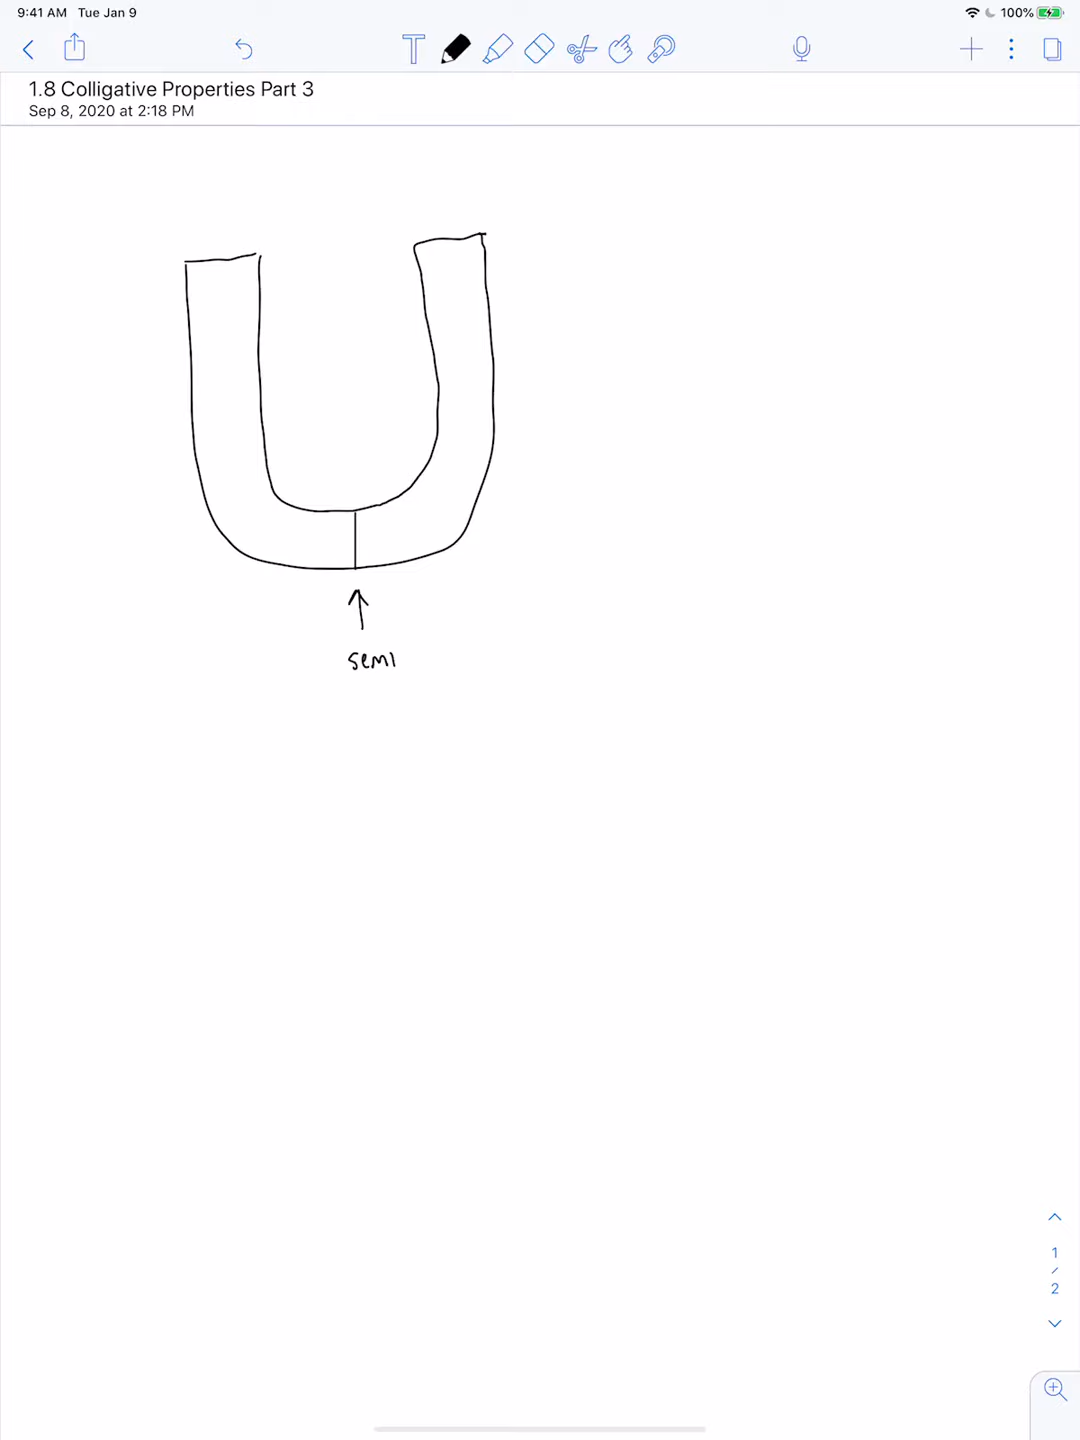 9:41 AM Tue Jan 9
100%
T
1.8 Colligative Properties Part 3
Sep 8, 2020 at 2:18 PM
semi
1
/
2